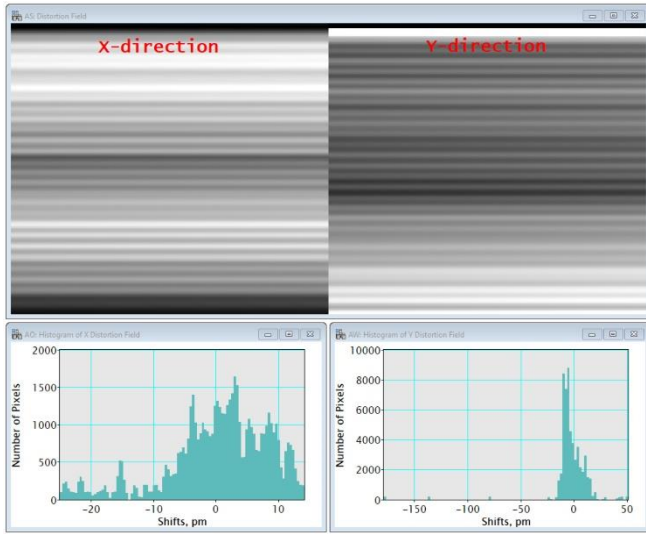 AS: Distortion Field
X-direction
Y-direction
AO: Histogram of X Distortion Field
2000
1500
1000
500
0
Number of Pixels
-20
-10
0
10
Shifts, pm
Histogram of Y Distortion Field
10000
8000
6000
4000
2000
0
Number of Pixels
-150
-100
-50
0
50
Shifts, pm